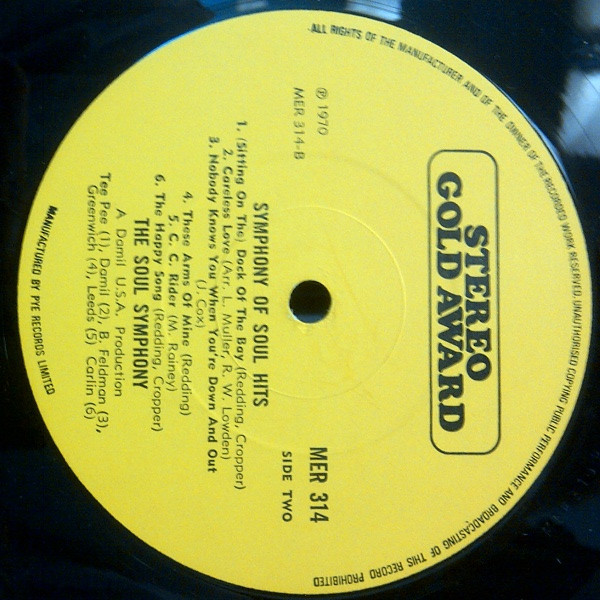 ALL RIGHTS OF THE MANUFACTURER AND OF THE OWNER OF THE RECORDED WORK RESERVED. UNAUTHORISED COPYING PUBLIC PERFORMANCE AND BROADCASTING OF THIS RECORD PROHIBITED
STEREO
GOLD AWARD
℗ 1970
MER 314-B
MER 314
SIDE TWO
SYMPHONY OF SOUL HITS
1. (Sitting On The) Dock Of The Bay (Redding, Cropper)
2. Careless Love (Arr. L. Muller, R. W. Lowden)
3. Nobody Knows You When You're Down And Out
(J. Cox)
4. These Arms Of Mine (Redding)
5. C. C. Rider (M. Rainey)
6. The Happy Song (Redding, Cropper)
THE SOUL SYMPHONY
A Damil U.S.A. Production
Tee Pee (1), Damil (2), B. Feldman (3),
Greenwich (4), Leeds (5) Carlin (6)
MANUFACTURED BY PYE RECORDS LIMITED